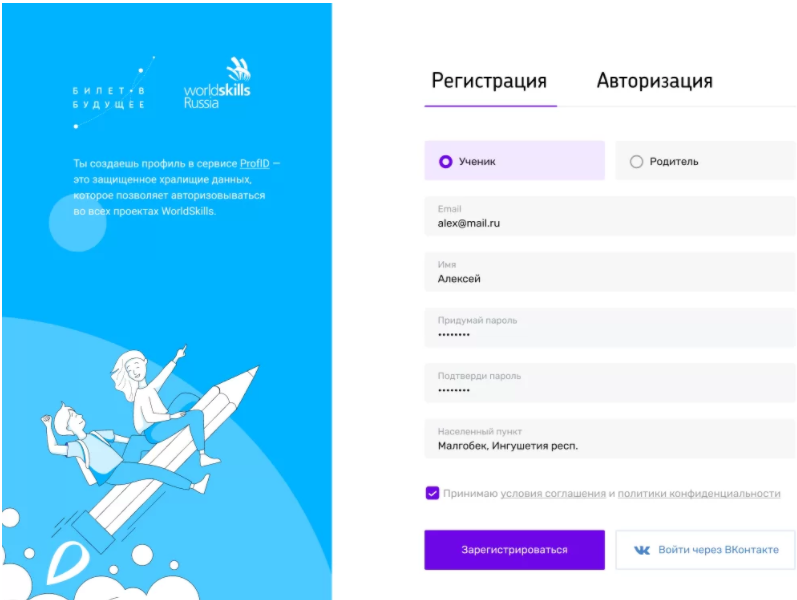 БИЛЕТ В
БУДУЩЕЕ
worldskills
Russia
Ты создаешь профиль в сервисе ProfID —
это защищенное хралищие данных,
которое позволяет авторизовываться
во всех проектах WorldSkills.
Регистрация Авторизация
Ученик Родитель
Email
alex@mail.ru
Имя
Алексей
Придумай пароль
••••••••
Подтверди пароль
••••••••
Населенный пункт
Малгобек, Ингушетия респ.
Принимаю условия соглашения и политики конфиденциальности
Зарегистрироваться Войти через ВКонтакте